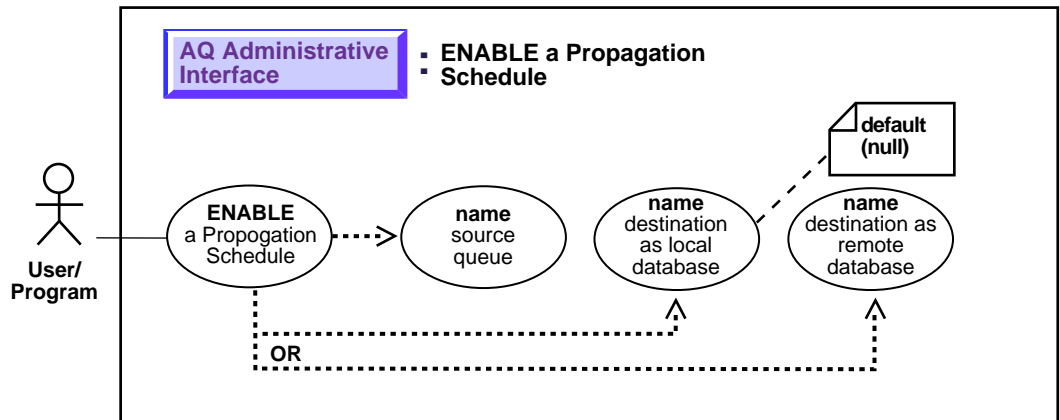 AQ Administrative
Interface
: ENABLE a Propagation
Schedule
default
(null)
ENABLE
a Propogation
Schedule
name
source
queue
name
destination
as local
database
name
destination as
remote
database
User/
Program
OR